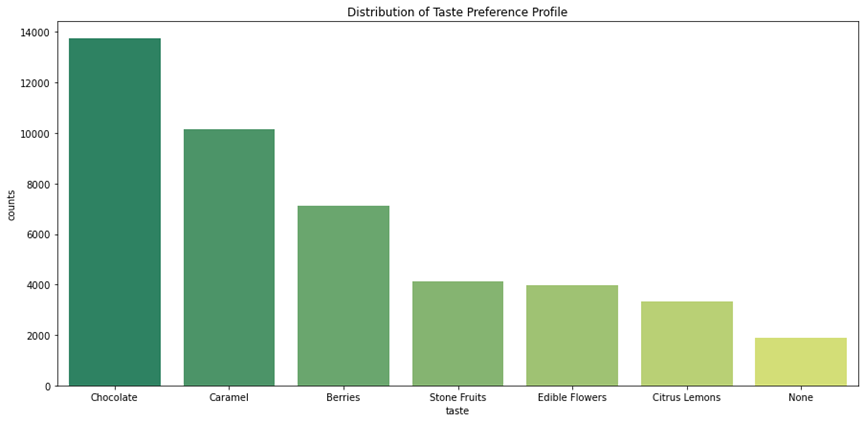 Distribution of Taste Preference Profile
counts
14000
12000
10000
8000
6000
4000
2000
0
Chocolate Caramel Berries Stone Fruits Edible Flowers Citrus Lemons None
taste